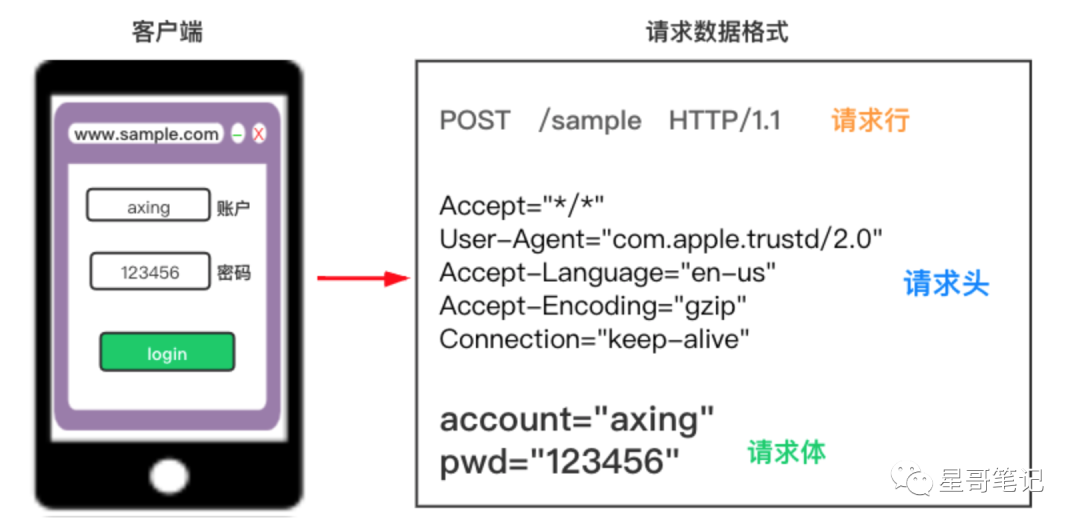 客户端
www.sample.com － X
axing 账户
123456 密码
login
请求数据格式
POST /sample HTTP/1.1 请求行
Accept="*/*"
User-Agent="com.apple.trustd/2.0"
Accept-Language="en-us"
Accept-Encoding="gzip"
Connection="keep-alive"
请求头
account="axing"
pwd="123456"
请求体
星哥笔记